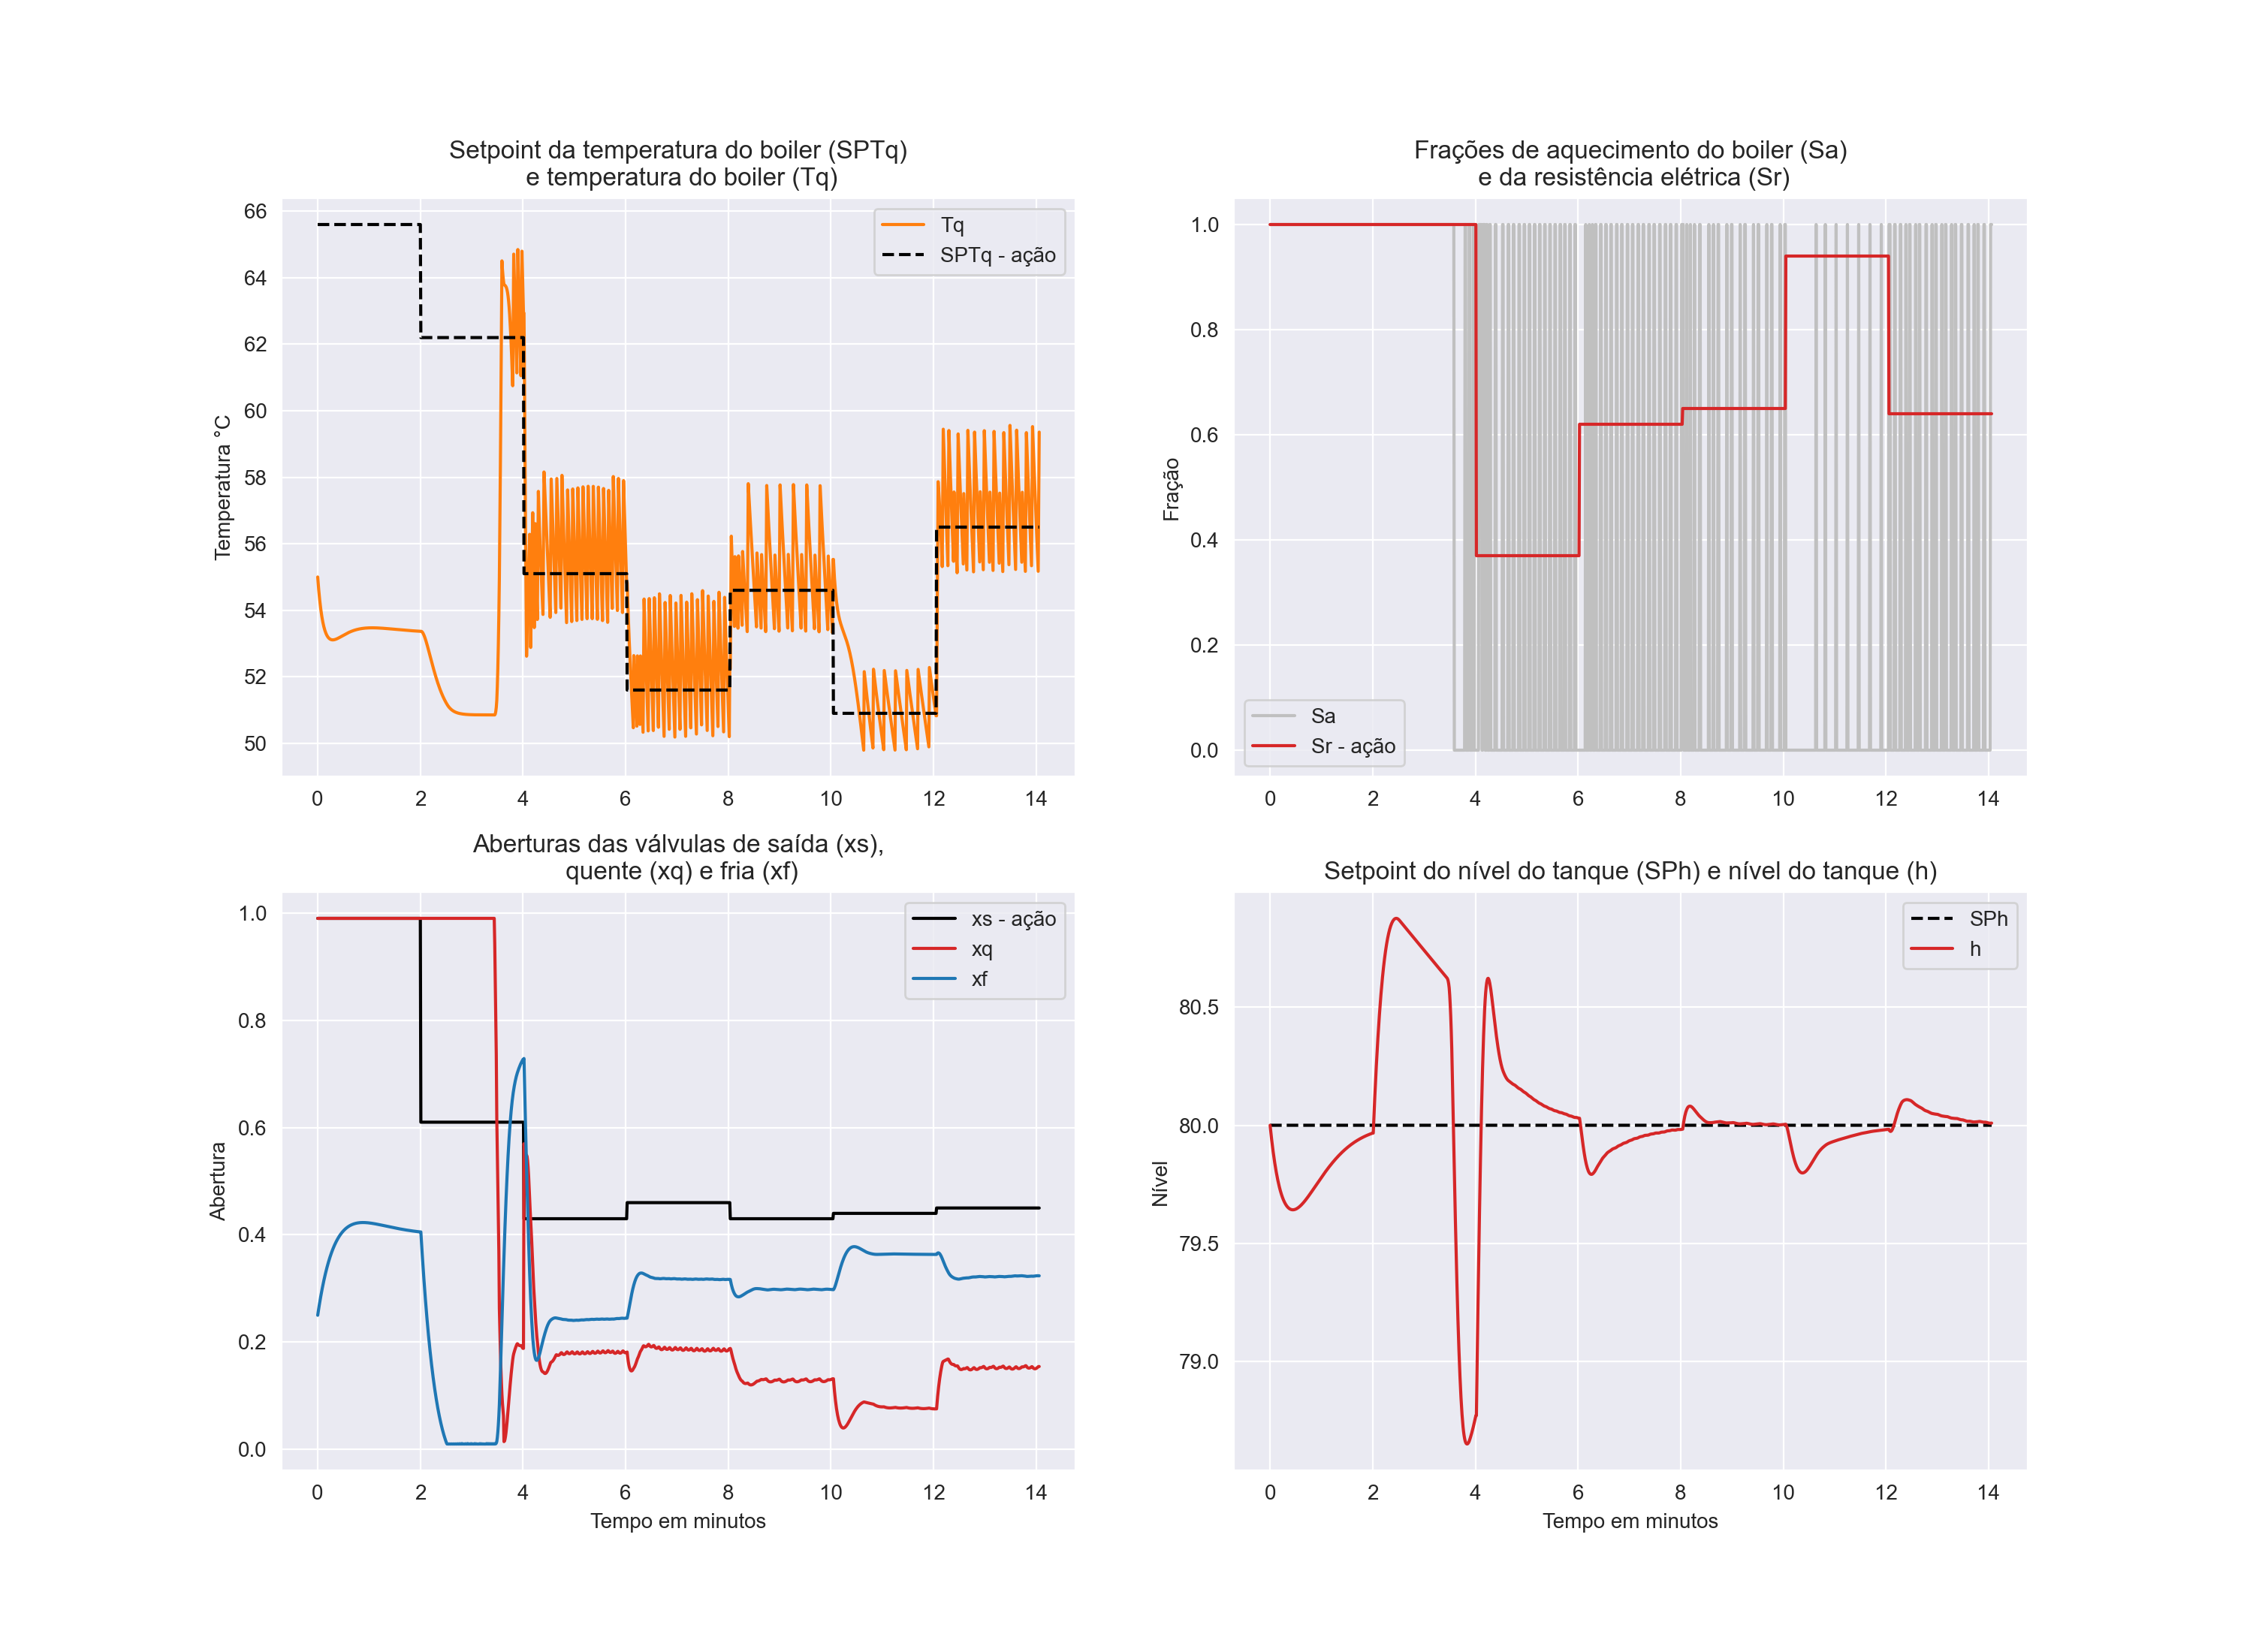 Setpoint da temperatura do boiler (SPTq)
e temperatura do boiler (Tq)
66
64
62
60
58
56
54
52
50
Temperatura °C
Tq
SPTq - ação
0 2 4 6 8 10 12 14
Frações de aquecimento do boiler (Sa)
e da resistência elétrica (Sr)
1.0
0.8
0.6
0.4
0.2
0.0
Fração
Sa
Sr - ação
0 2 4 6 8 10 12 14
Aberturas das válvulas de saída (xs),
quente (xq) e fria (xf)
1.0
0.8
0.6
0.4
0.2
0.0
Abertura
xs - ação
xq
xf
0 2 4 6 8 10 12 14
Tempo em minutos
Setpoint do nível do tanque (SPh) e nível do tanque (h)
80.5
80.0
79.5
79.0
Nível
SPh
h
0 2 4 6 8 10 12 14
Tempo em minutos